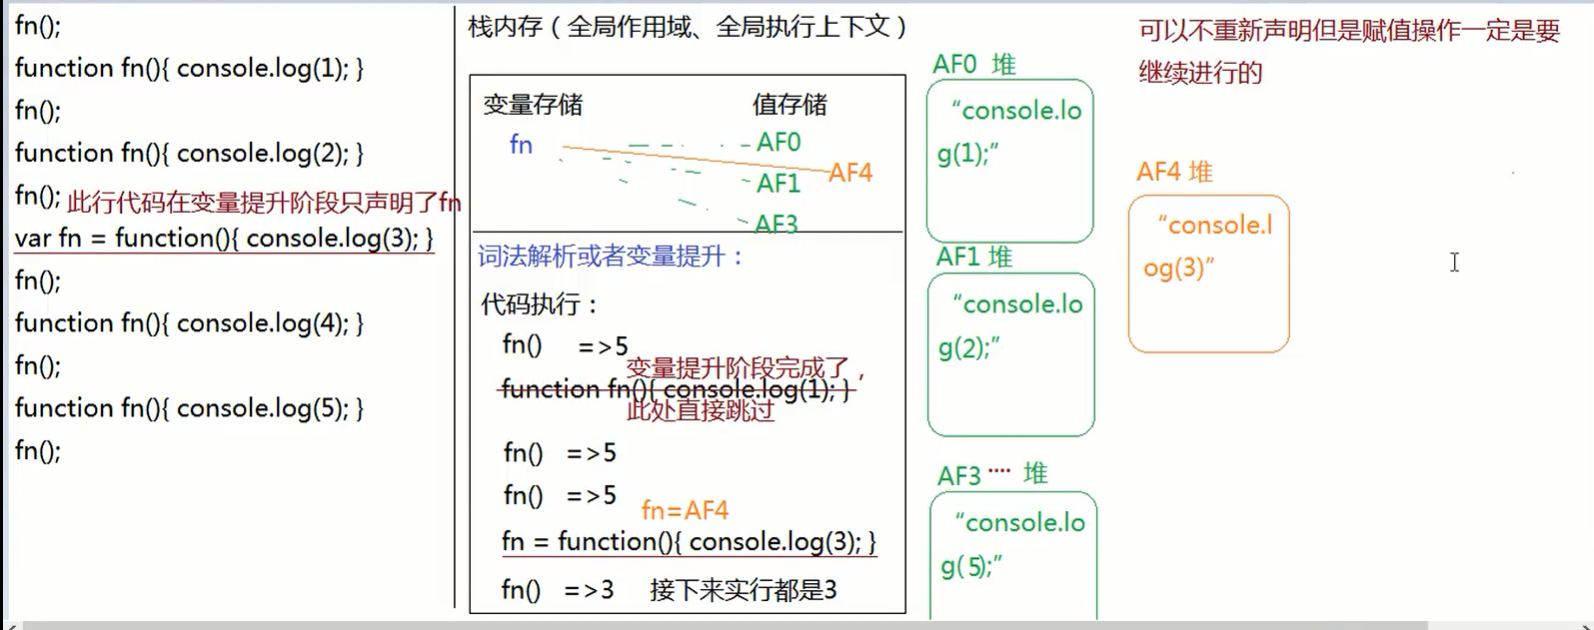 fn();
function fn(){ console.log(1); }
fn();
function fn(){ console.log(2); }
fn(); 此行代码在变量提升阶段只声明了fn
var fn = function(){ console.log(3); }
fn();
function fn(){ console.log(4); }
fn();
function fn(){ console.log(5); }
fn();
栈内存（全局作用域、全局执行上下文）
变量存储 值存储
fn AF0
AF4
AF1
AF3
词法解析或者变量提升：
代码执行：
fn() =>5
变量提升阶段完成了，
function fn(){ console.log(1); }
此处直接跳过
fn() =>5
fn() =>5
fn=AF4
fn = function(){ console.log(3); }
fn() =>3 接下来实行都是3
AF0 堆
“console.lo
g(1);”
AF1 堆
“console.lo
g(2);”
AF3 ···· 堆
“console.lo
g(5);”
可以不重新声明但是赋值操作一定是要
继续进行的
AF4 堆
“console.l
og(3)”